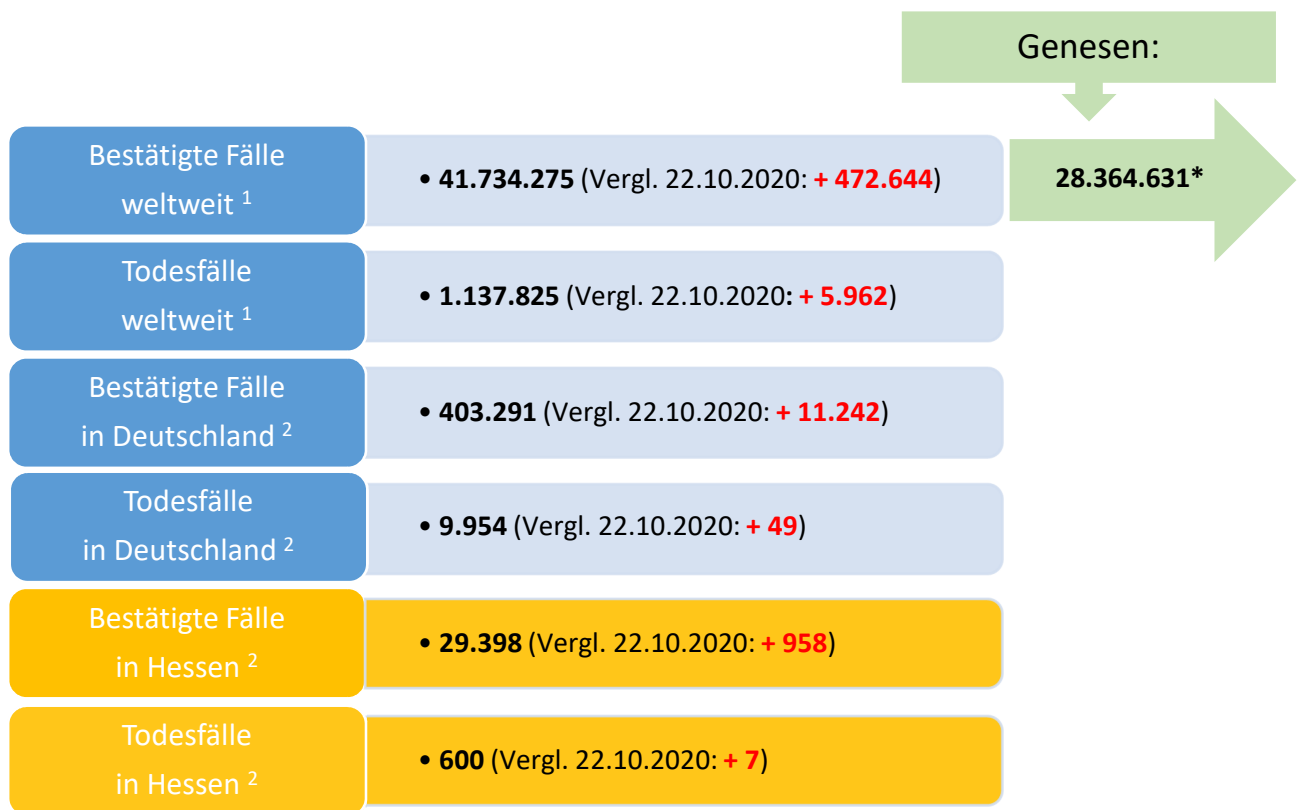 Genesen:
Bestätigte Fälle
weltweit ¹
• 41.734.275 (Vergl. 22.10.2020: + 472.644)
28.364.631*
Todesfälle
weltweit ¹
• 1.137.825 (Vergl. 22.10.2020: + 5.962)
Bestätigte Fälle
in Deutschland ²
• 403.291 (Vergl. 22.10.2020: + 11.242)
Todesfälle
in Deutschland ²
• 9.954 (Vergl. 22.10.2020: + 49)
Bestätigte Fälle
in Hessen ²
• 29.398 (Vergl. 22.10.2020: + 958)
Todesfälle
in Hessen ²
• 600 (Vergl. 22.10.2020: + 7)